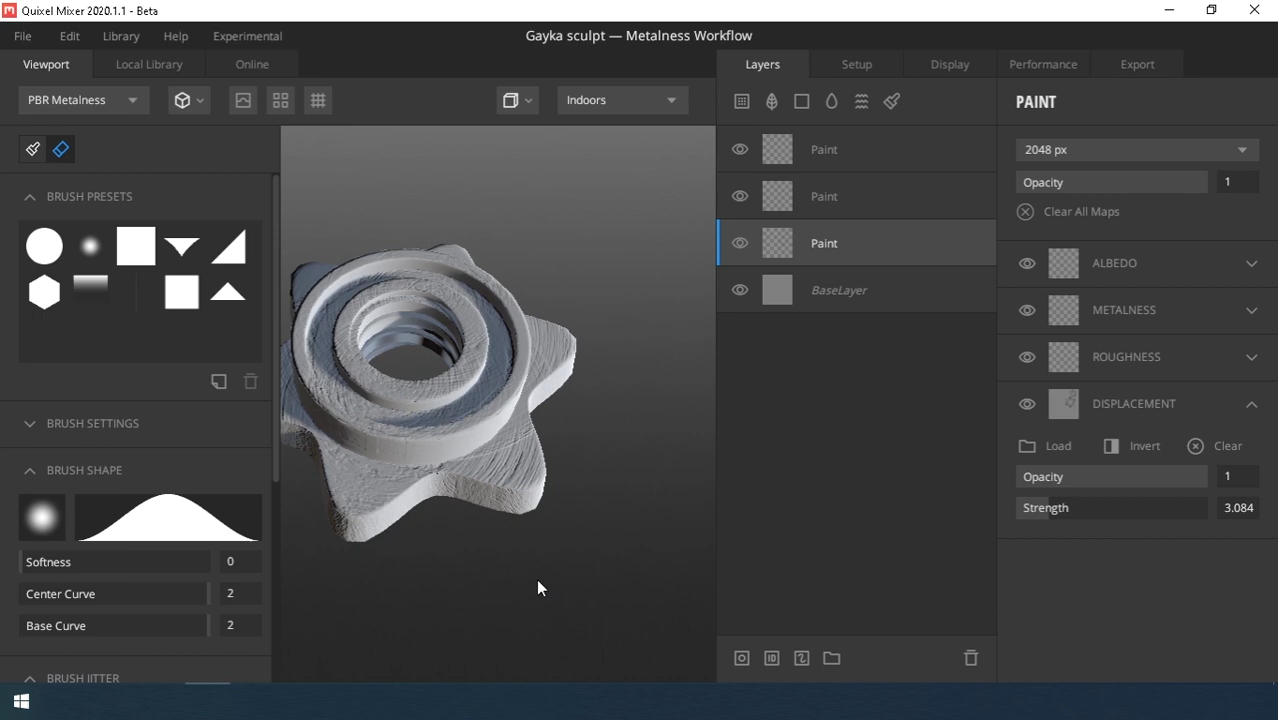 Quixel Mixer 2020.1.1 - Beta
File Edit Library Help Experimental
Gayka sculpt — Metalness Workflow
Viewport Local Library Online
Layers Setup Display Performance Export
PBR Metalness
Indoors
PAINT
2048 px
Opacity 1
Clear All Maps
BRUSH PRESETS
Paint
Paint
Paint
BaseLayer
ALBEDO
METALNESS
ROUGHNESS
DISPLACEMENT
Load Invert Clear
Opacity 1
Strength 3.084
BRUSH SETTINGS
BRUSH SHAPE
Softness 0
Center Curve 2
Base Curve 2
BRUSH JITTER
ID